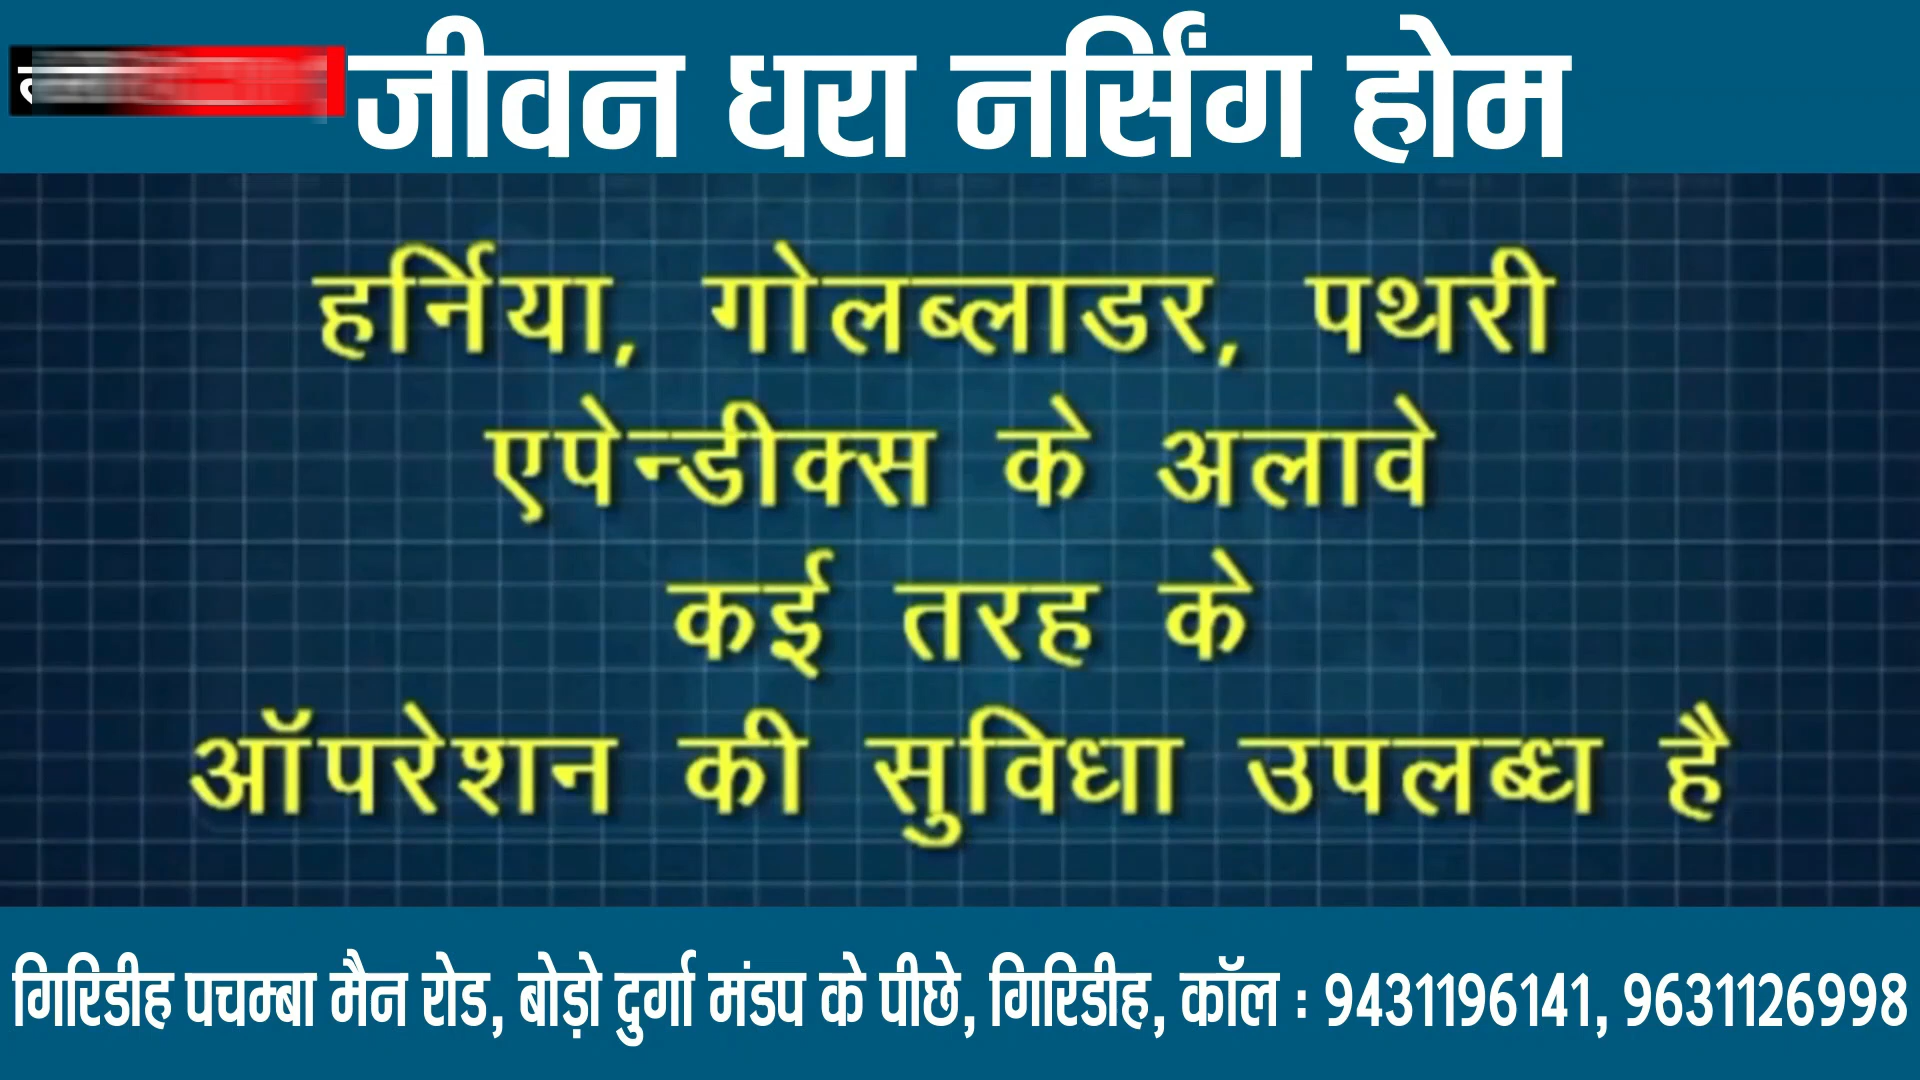 जीवन धरा नर्सिंग होम
हर्निया, गोलब्लाडर, पथरी
एपेन्डीक्स के अलावे
कई तरह के
ऑपरेशन की सुविधा उपलब्ध है
गिरिडीह पचम्बा मैन रोड, बोड़ो दुर्गा मंडप के पीछे, गिरिडीह, कॉल : 9431196141, 9631126998